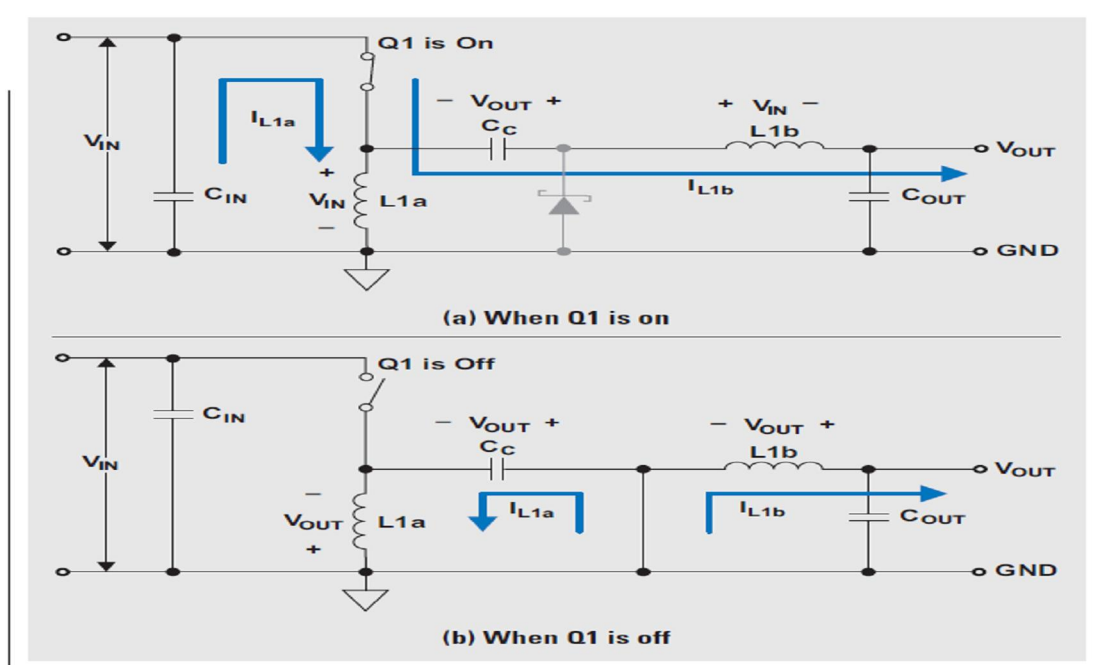 Q1 is On
− VOUT +
CC
+ VIN −
L1b
IL1a
VIN
CIN
+
VIN
−
L1a
IL1b
VOUT
COUT
GND
(a) When Q1 is on
Q1 is Off
CIN
− VOUT +
CC
− VOUT +
L1b
VIN
−
VOUT
+
L1a
IL1a
IL1b
VOUT
COUT
GND
(b) When Q1 is off